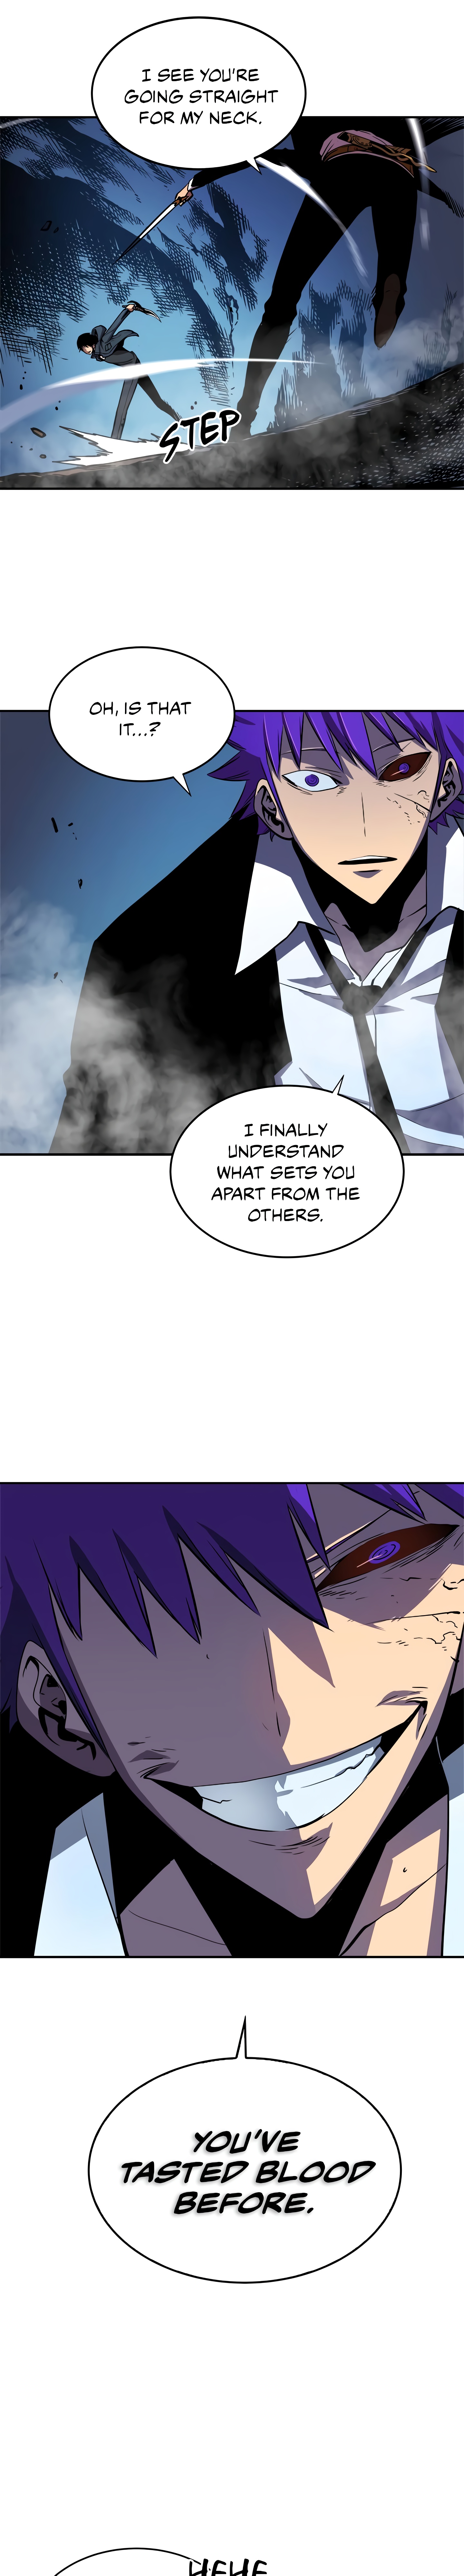 I SEE YOU'RE
GOING STRAIGHT
FOR MY NECK.
STEP
OH, IS THAT
IT...?
I FINALLY
UNDERSTAND
WHAT SETS YOU
APART FROM THE
OTHERS.
YOU'VE
TASTED BLOOD
BEFORE.
HEHE